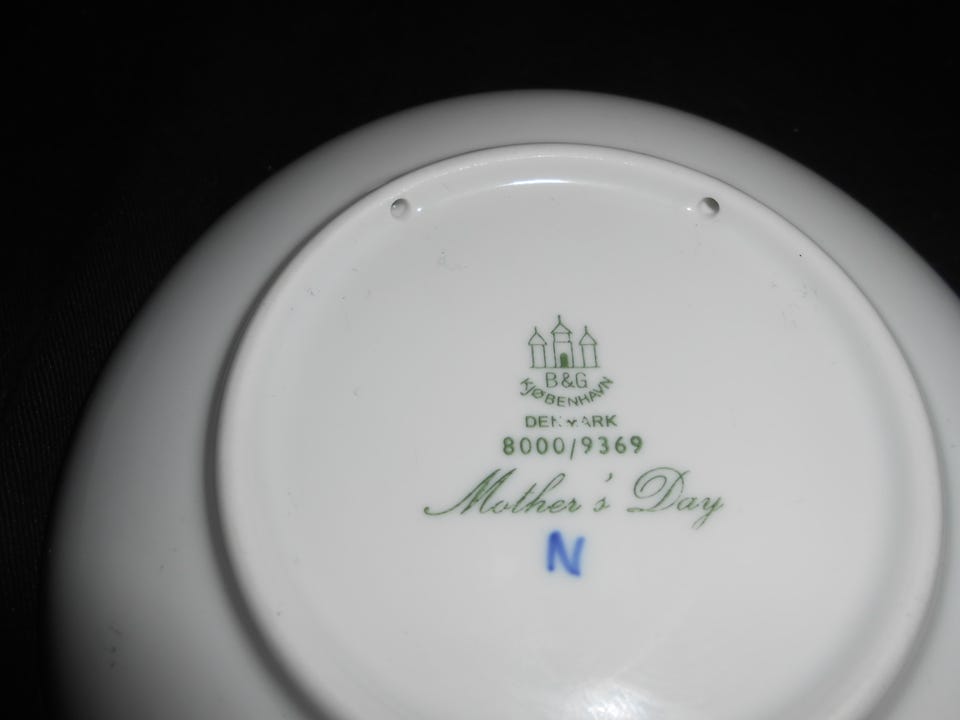 B&G
KJØBENHAVN
DENMARK
8000/9369
Mother's Day
N